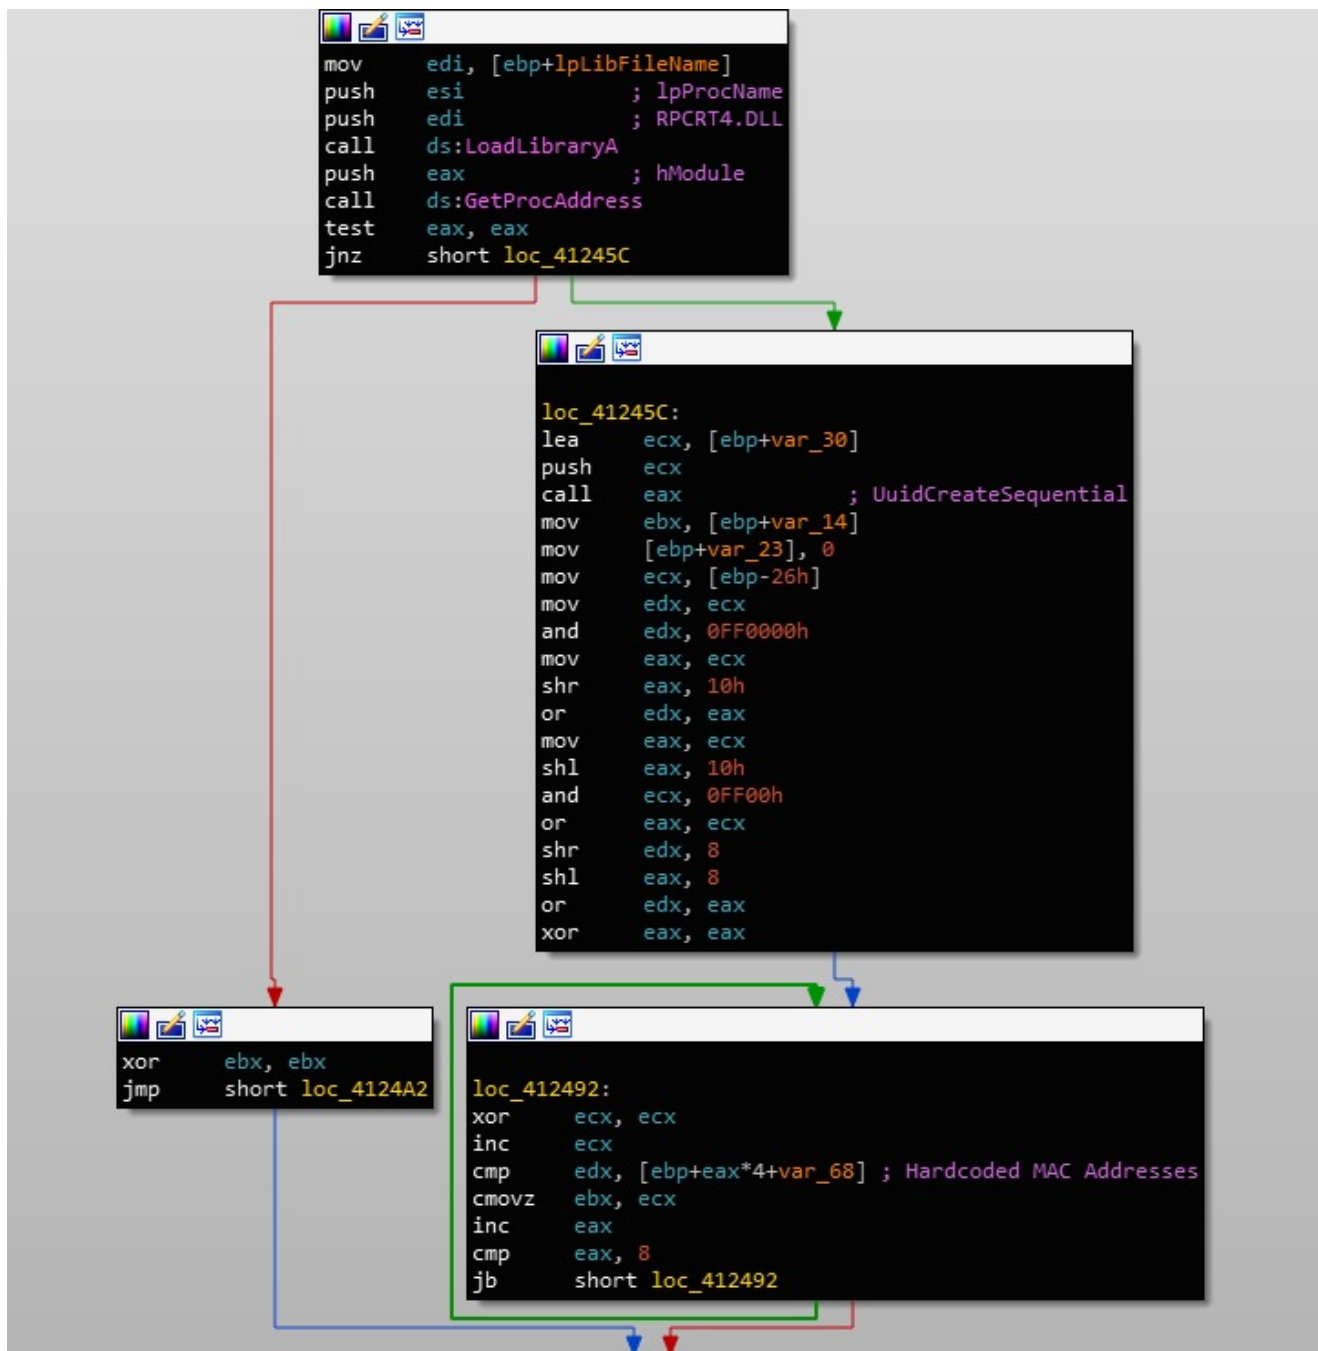 mov edi, [ebp+lpLibFileName]
push esi ; lpProcName
push edi ; RPCRT4.DLL
call ds:LoadLibraryA
push eax ; hModule
call ds:GetProcAddress
test eax, eax
jnz short loc_41245C
loc_41245C:
lea ecx, [ebp+var_30]
push ecx
call eax ; UuidCreateSequential
mov ebx, [ebp+var_14]
mov [ebp+var_23], 0
mov ecx, [ebp-26h]
mov edx, ecx
and edx, 0FF0000h
mov eax, ecx
shr eax, 10h
or edx, eax
mov eax, ecx
shl eax, 10h
and ecx, 0FF00h
or eax, ecx
shr edx, 8
shl eax, 8
or edx, eax
xor eax, eax
xor ebx, ebx
jmp short loc_4124A2
loc_412492:
xor ecx, ecx
inc ecx
cmp edx, [ebp+eax*4+var_68] ; Hardcoded MAC Addresses
cmovz ebx, ecx
inc eax
cmp eax, 8
jb short loc_412492